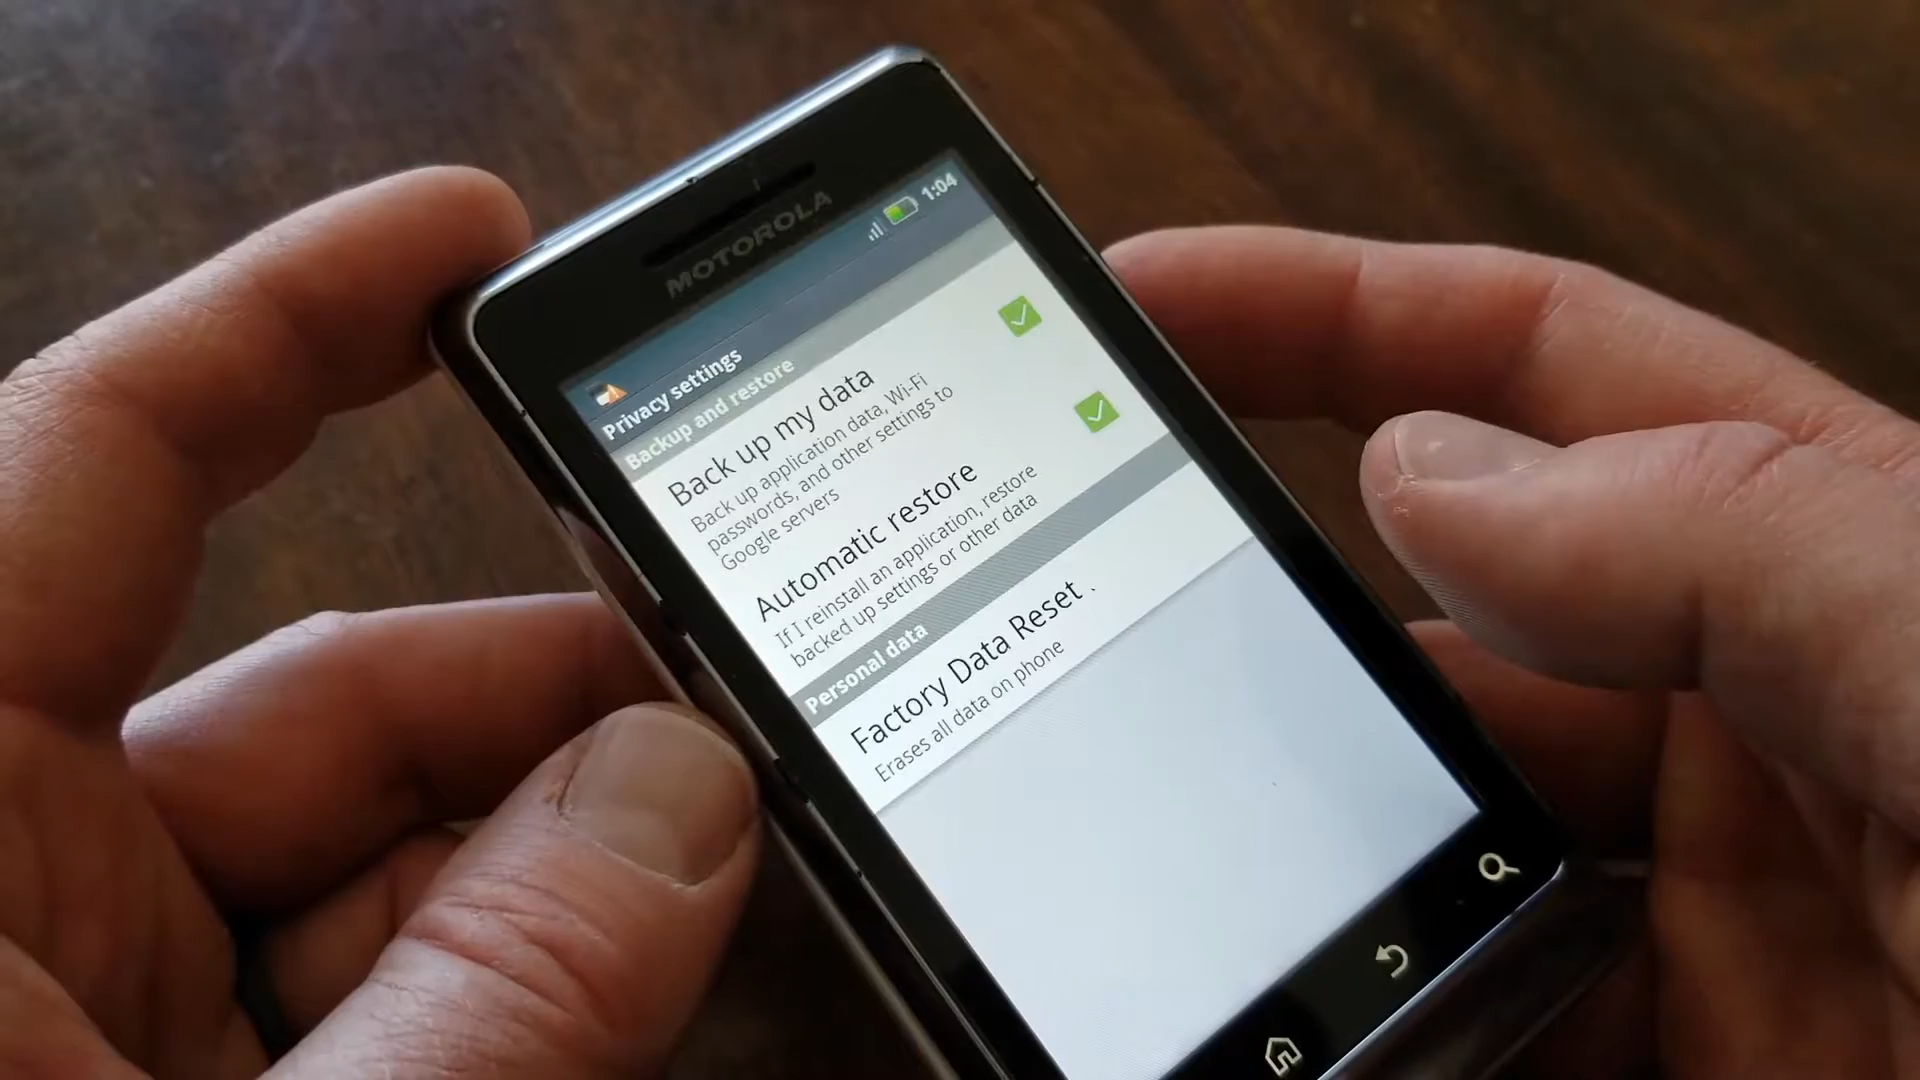 MOTOROLA
1:04
Privacy settings
Backup and restore
Back up my data
Back up application data, Wi-Fi
passwords, and other settings to
Google servers
Automatic restore
If I reinstall an application, restore
backed up settings or other data
Personal data
Factory Data Reset
Erases all data on phone